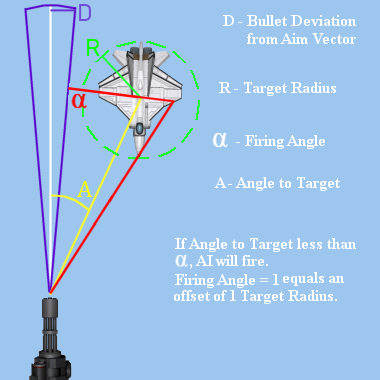 D
D - Bullet Deviation
from Aim Vector
R
R - Target Radius
α
α - Firing Angle
A
A- Angle to Target
If Angle to Target less than
α, AI will fire.
Firing Angle = 1 equals an
offset of 1 Target Radius.